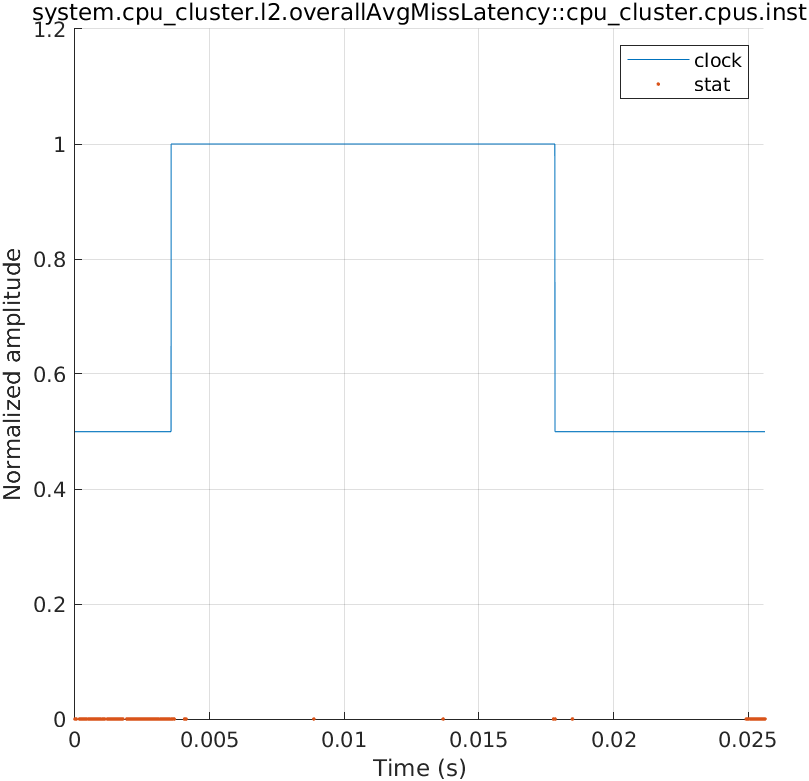 system.cpu_cluster.l2.overallAvgMissLatency::cpu_cluster.cpus.inst
1.2
clock
stat
1
0.8
0.6
0.4
0.2
0
Normalized amplitude
0
0.005
0.01
0.015
0.02
0.025
Time (s)